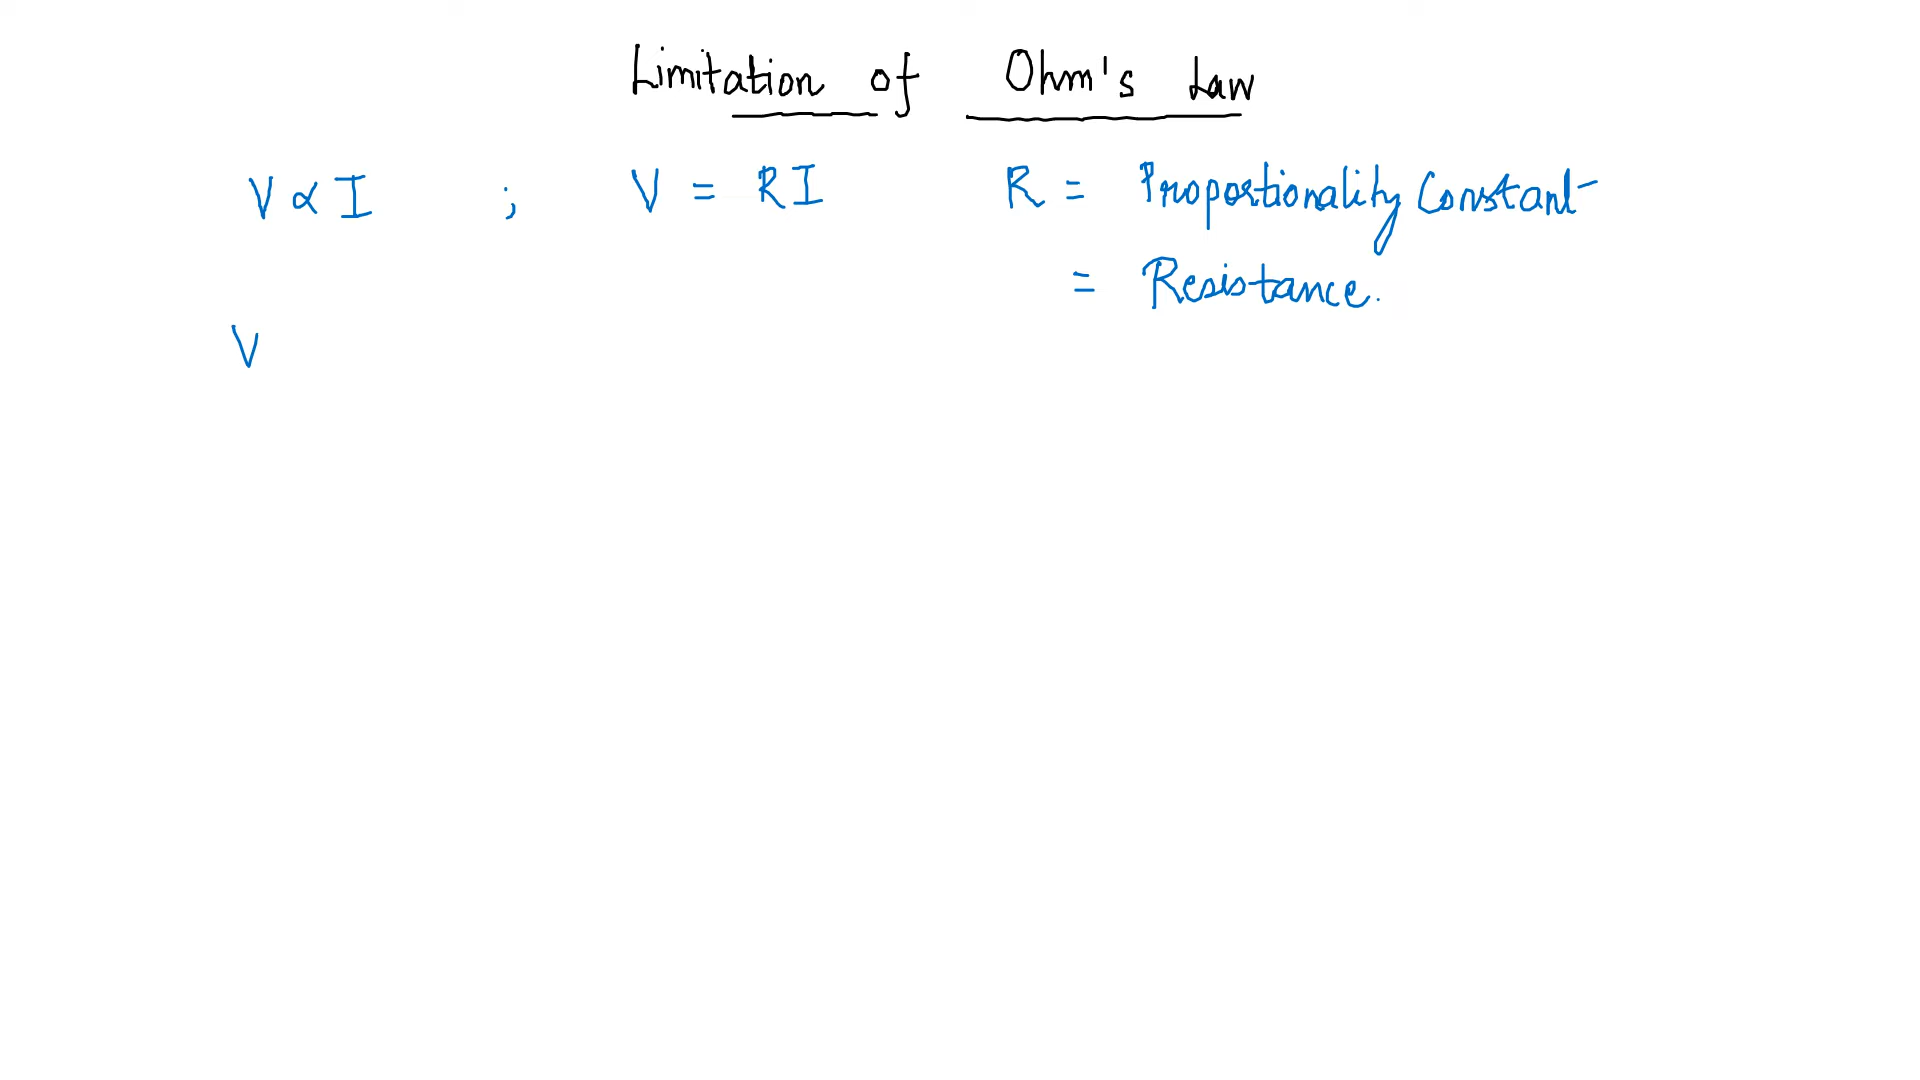 Limitation of Ohm's Law
V ∝ I ; V = RI R = Proportionality Constant
= Resistance.
V